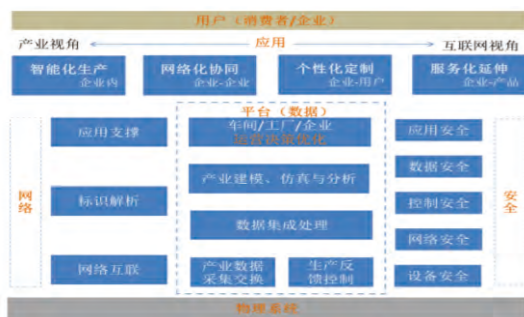 用户（消费者/企业）
产业视角
应用
互联网视角
智能化生产
企业内
网络化协同
企业-企业
个性化定制
企业-用户
服务化延伸
企业-产品
网络
应用支撑
标识解析
网络互联
平台（数据）
车间/工厂/企业
运营决策优化
产业建模、仿真与分析
数据集成处理
产业数据
采集交换
生产反
馈控制
应用安全
数据安全
控制安全
网络安全
设备安全
安全
物理系统